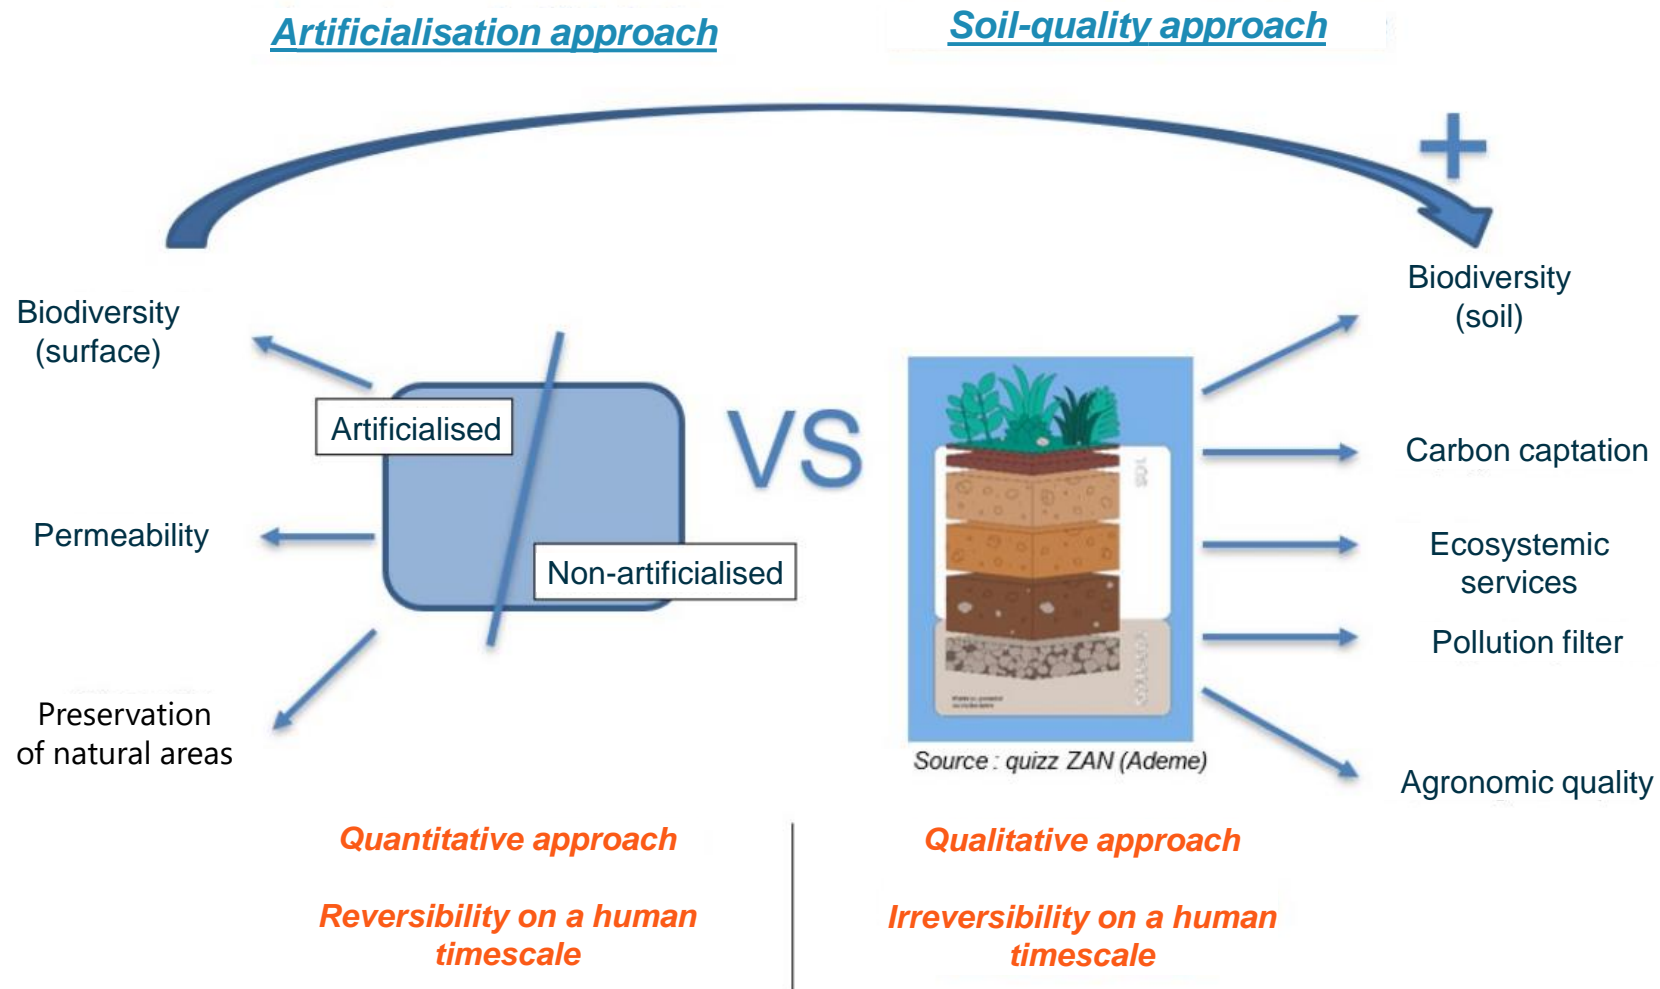 Artificialisation approach
Soil-quality approach
Biodiversity
(surface)
Permeability
Preservation
of natural areas
Artificialised
Non-artificialised
VS
SOL
Source : quizz ZAN (Ademe)
Biodiversity
(soil)
Carbon captation
Ecosystemic
services
Pollution filter
Agronomic quality
Quantitative approach
Reversibility on a human
timescale
Qualitative approach
Irreversibility on a human
timescale